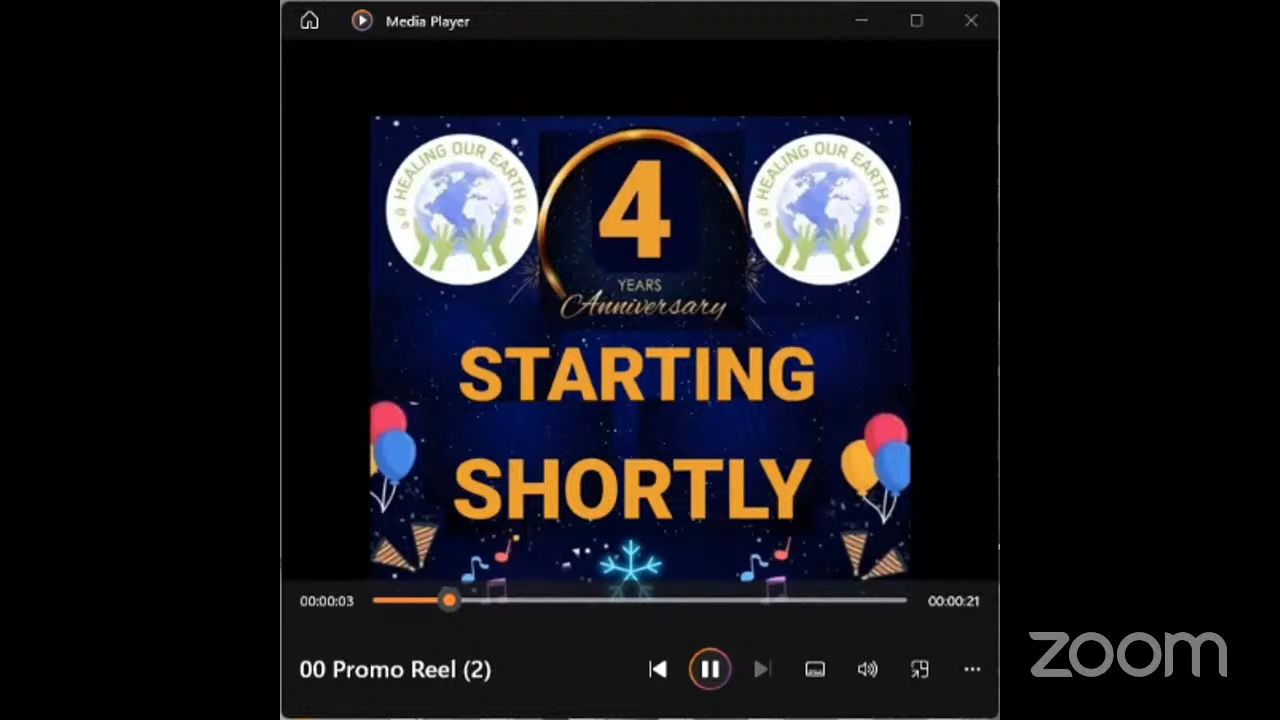 Media Player
HEALING OUR EARTH
HEALING OUR EARTH
4
YEARS
Anniversary
STARTING
SHORTLY
00:00:03
00:00:21
00 Promo Reel (2)
zoom